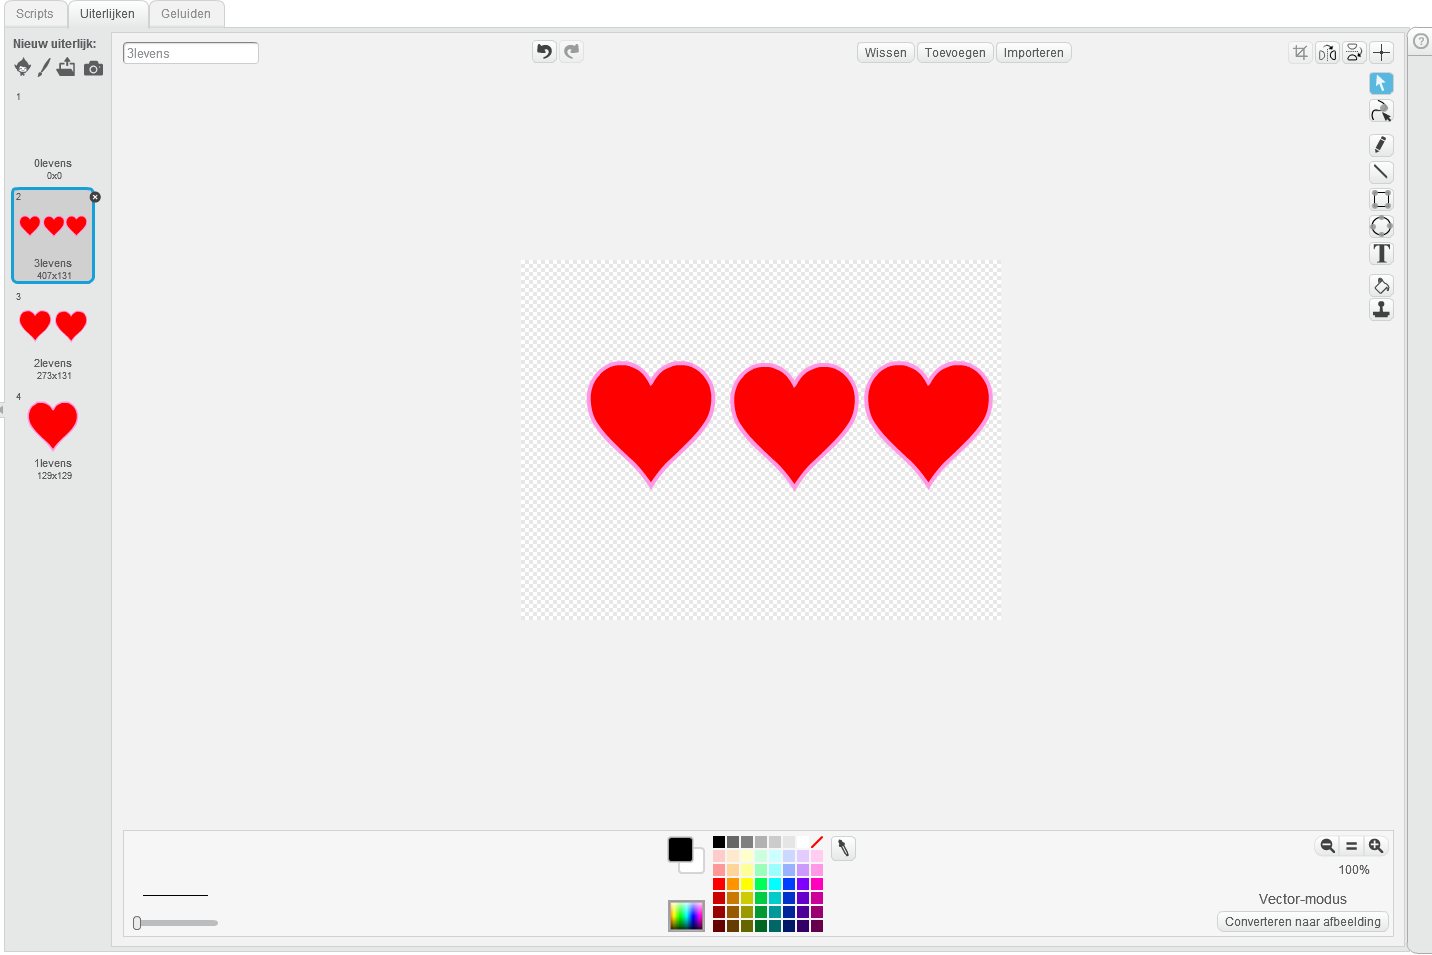 Scripts
Uiterlijken
Geluiden
Nieuw uiterlijk:
3levens
Wissen
Toevoegen
Importeren
1
0levens
0x0
2
3levens
407x131
3
2levens
273x131
4
1levens
129x129
T
?
100%
Vector-modus
Converteren naar afbeelding